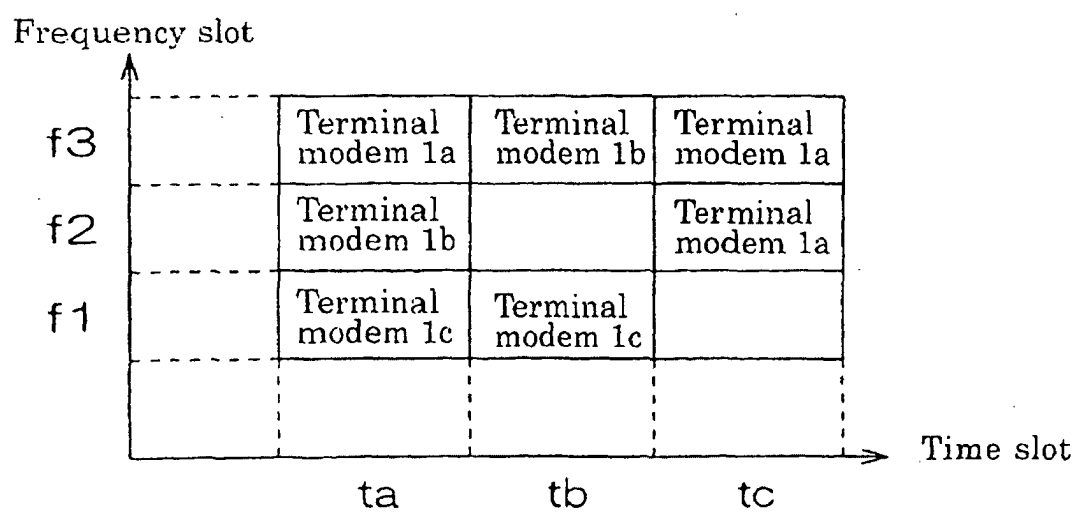 Frequency slot
f3
Terminal
modem 1a
Terminal
modem 1b
Terminal
modem 1a
f2
Terminal
modem 1b
Terminal
modem 1a
f1
Terminal
modem 1c
Terminal
modem 1c
Time slot
ta
tb
tc